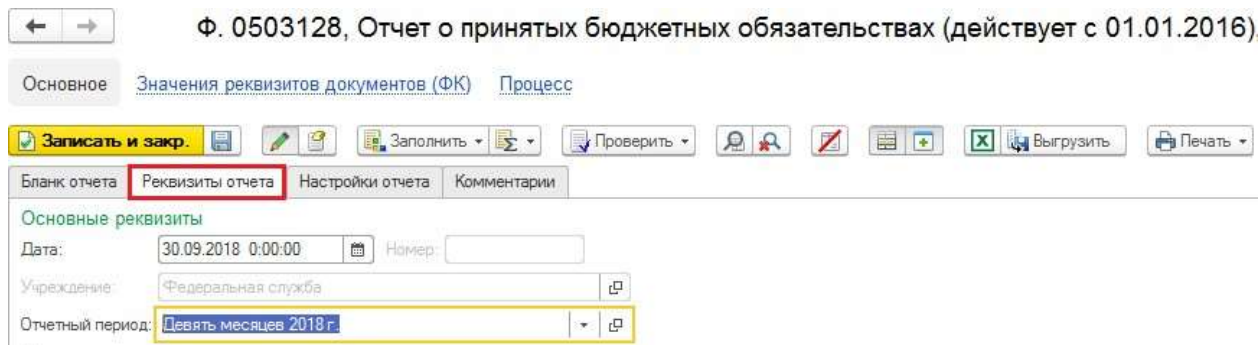 Ф. 0503128, Отчет о принятых бюджетных обязательствах (действует с 01.01.2016),
Основное Значения реквизитов документов (ФК) Процесс
Записать и закр. Заполнить Проверить Выгрузить Печать
Бланк отчета Реквизиты отчета Настройки отчета Комментарии
Основные реквизиты
Дата: 30.09.2018 0:00:00 Номер:
Учреждение: Федеральная служба
Отчетный период: Девять месяцев 2018 г.